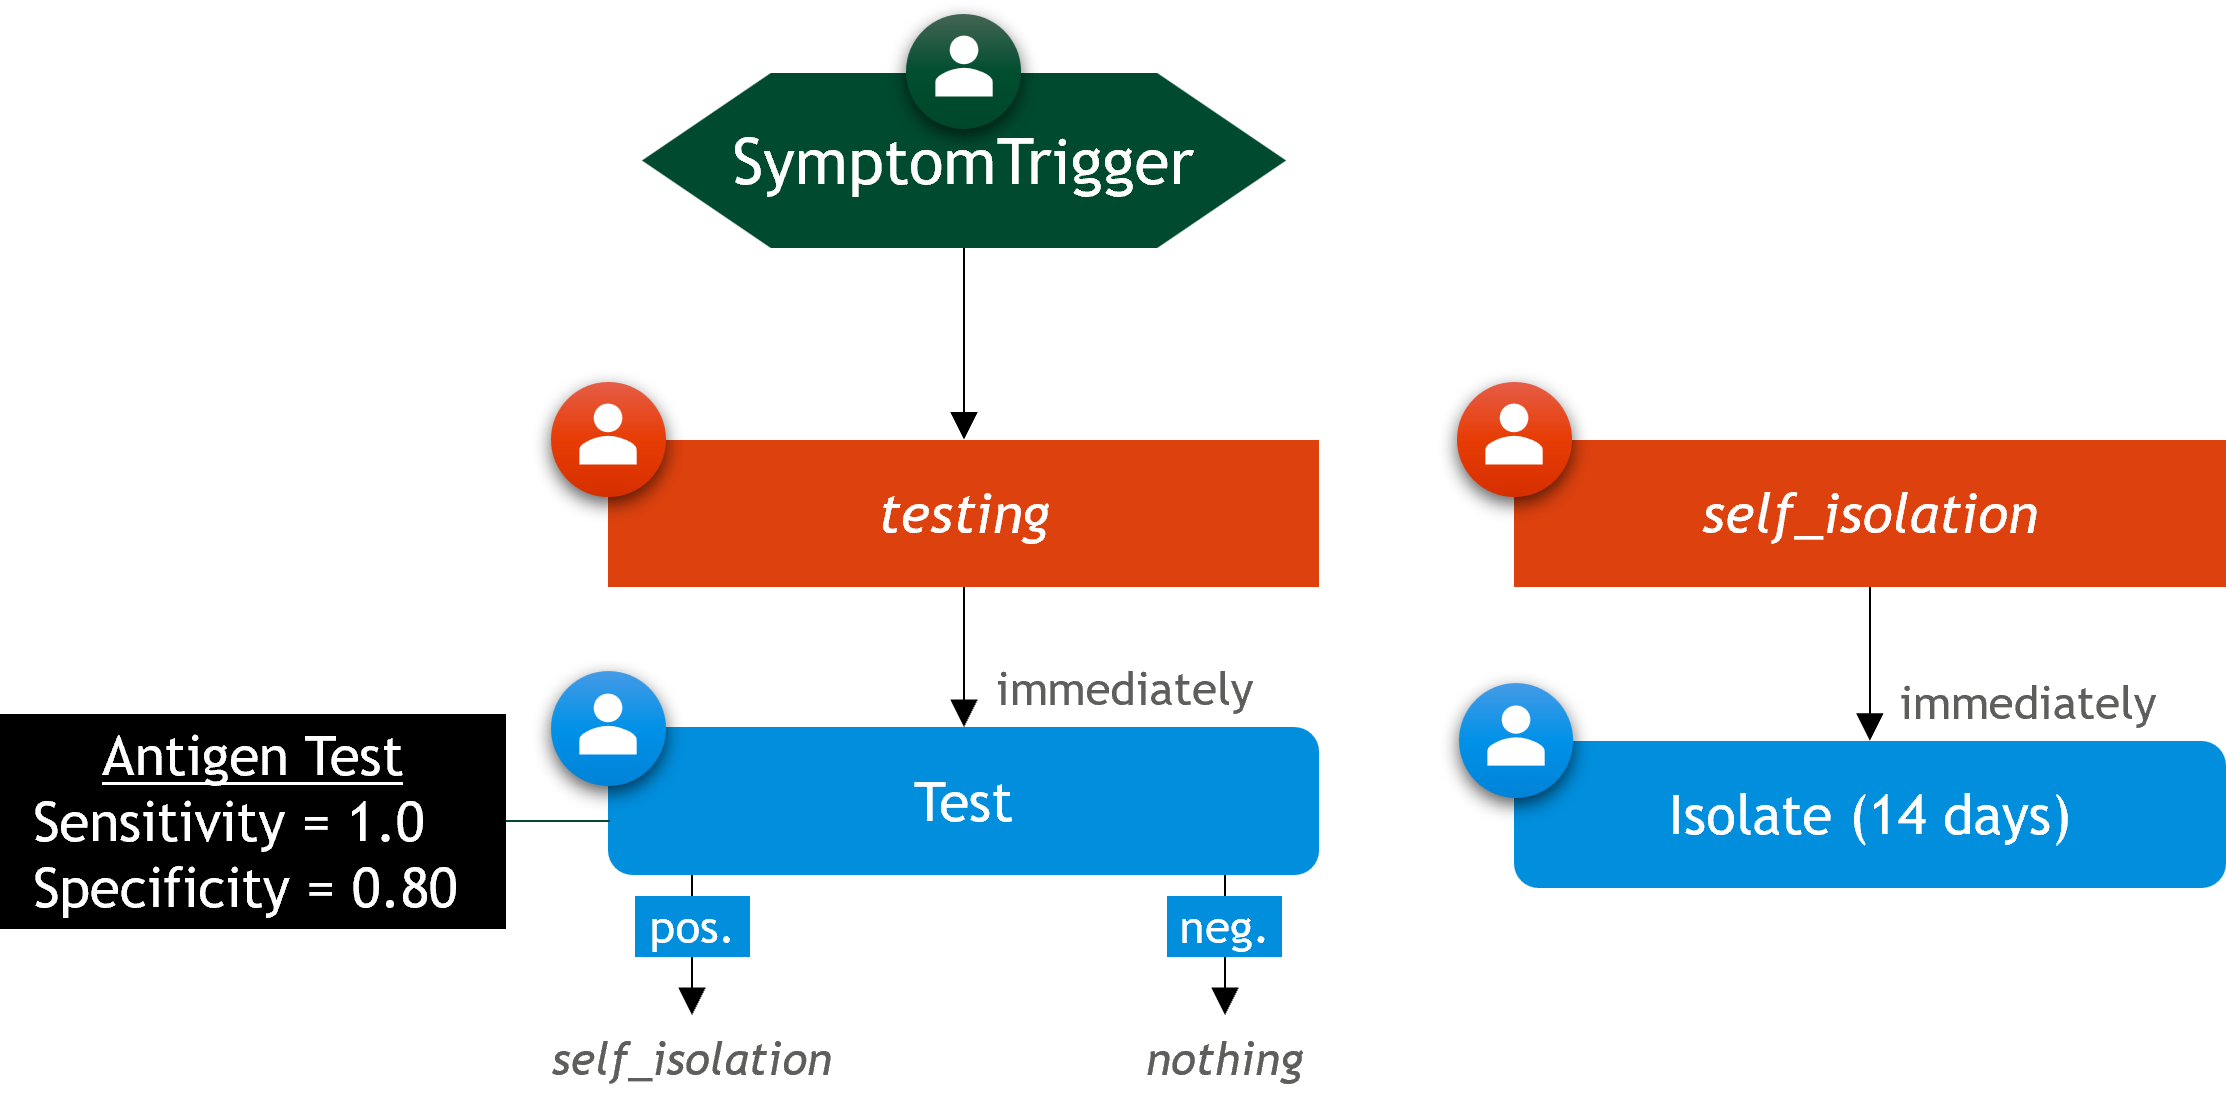 SymptomTrigger
testing
self_isolation
immediately
immediately
Antigen Test
Sensitivity = 1.0
Specificity = 0.80
Test
Isolate (14 days)
pos.
neg.
self_isolation
nothing